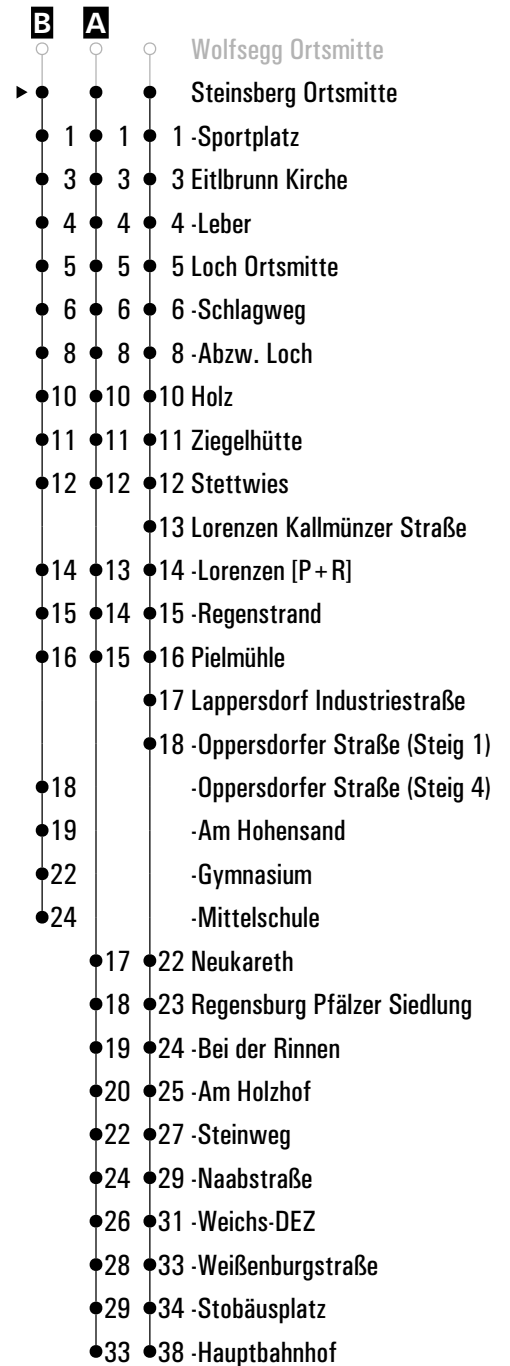 B A
Wolfsegg Ortsmitte
Steinsberg Ortsmitte
1 1 1 -Sportplatz
3 3 3 Eitlbrunn Kirche
4 4 4 -Leber
5 5 5 Loch Ortsmitte
6 6 6 -Schlagweg
8 8 8 -Abzw. Loch
10 10 10 Holz
11 11 11 Ziegelhütte
12 12 12 Stettwies
13 Lorenzen Kallmünzer Straße
14 13 14 -Lorenzen [P+R]
15 14 15 -Regenstrand
16 15 16 Pielmühle
17 Lappersdorf Industriestraße
18 -Oppersdorfer Straße (Steig 1)
18 -Oppersdorfer Straße (Steig 4)
19 -Am Hohensand
22 -Gymnasium
24 -Mittelschule
17 22 Neukareth
18 23 Regensburg Pfälzer Siedlung
19 24 -Bei der Rinnen
20 25 -Am Holzhof
22 27 -Steinweg
24 29 -Naabstraße
26 31 -Weichs-DEZ
28 33 -Weißenburgstraße
29 34 -Stobäusplatz
33 38 -Hauptbahnhof